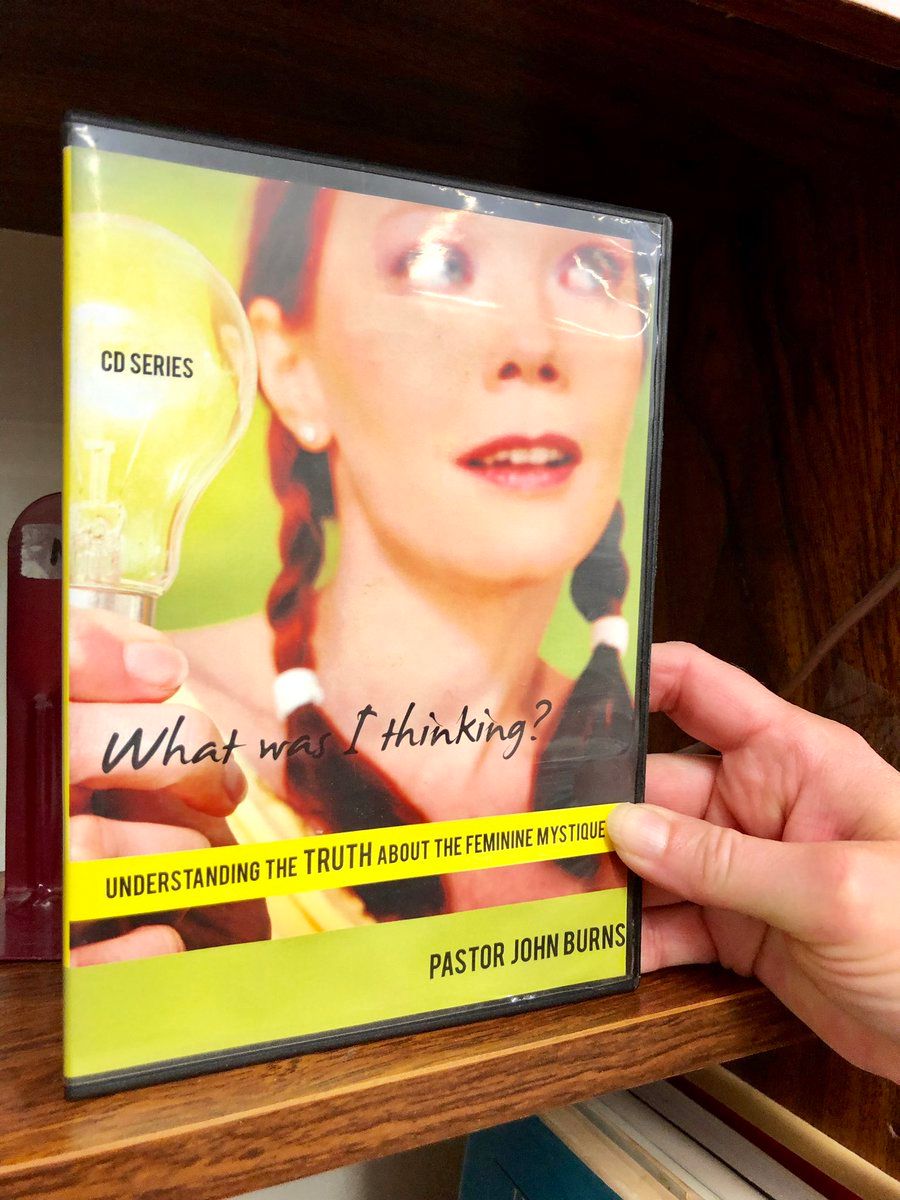 CD SERIES
What was I thinking?
UNDERSTANDING THE TRUTH ABOUT THE FEMININE MYSTIQUE
PASTOR JOHN BURNS